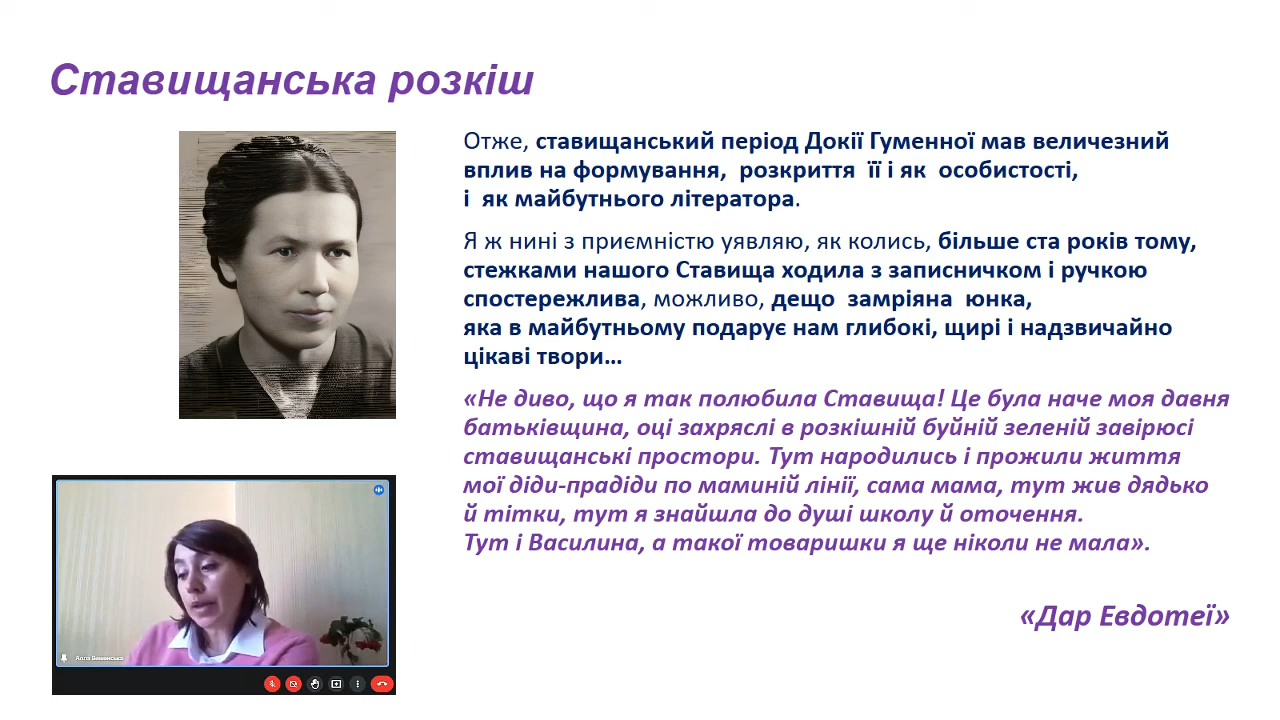 Ставищанська розкіш
Отже, ставищанський період Докії Гуменної мав величезний
вплив на формування, розкриття її і як особистості,
і як майбутнього літератора.
Я ж нині з приємністю уявляю, як колись, більше ста років тому,
стежками нашого Ставища ходила з записничком і ручкою
спостережлива, можливо, дещо замріяна юнка,
яка в майбутньому подарує нам глибокі, щирі і надзвичайно
цікаві твори…
«Не диво, що я так полюбила Ставища! Це була наче моя давня
батьківщина, оці захряслі в розкішній буйній зеленій завірюсі
ставищанські простори. Тут народились і прожили життя
мої діди-прадіди по маминій лінії, сама мама, тут жив дядько
й тітки, тут я знайшла до душі школу й оточення.
Тут і Василина, а такої товаришки я ще ніколи не мала».
«Дар Евдотеї»
Алла